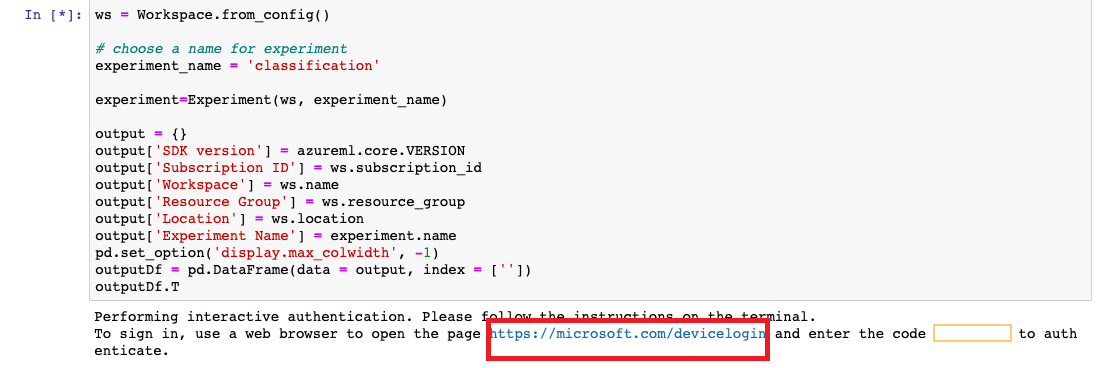 In [*]: ws = Workspace.from_config()
# choose a name for experiment
experiment_name = 'classification'
experiment=Experiment(ws, experiment_name)
output = {}
output['SDK version'] = azureml.core.VERSION
output['Subscription ID'] = ws.subscription_id
output['Workspace'] = ws.name
output['Resource Group'] = ws.resource_group
output['Location'] = ws.location
output['Experiment Name'] = experiment.name
pd.set_option('display.max_colwidth', -1)
outputDf = pd.DataFrame(data = output, index = [''])
outputDf.T
Performing interactive authentication. Please follow the instructions on the terminal.
To sign in, use a web browser to open the page https://microsoft.com/devicelogin and enter the code to auth
enticate.